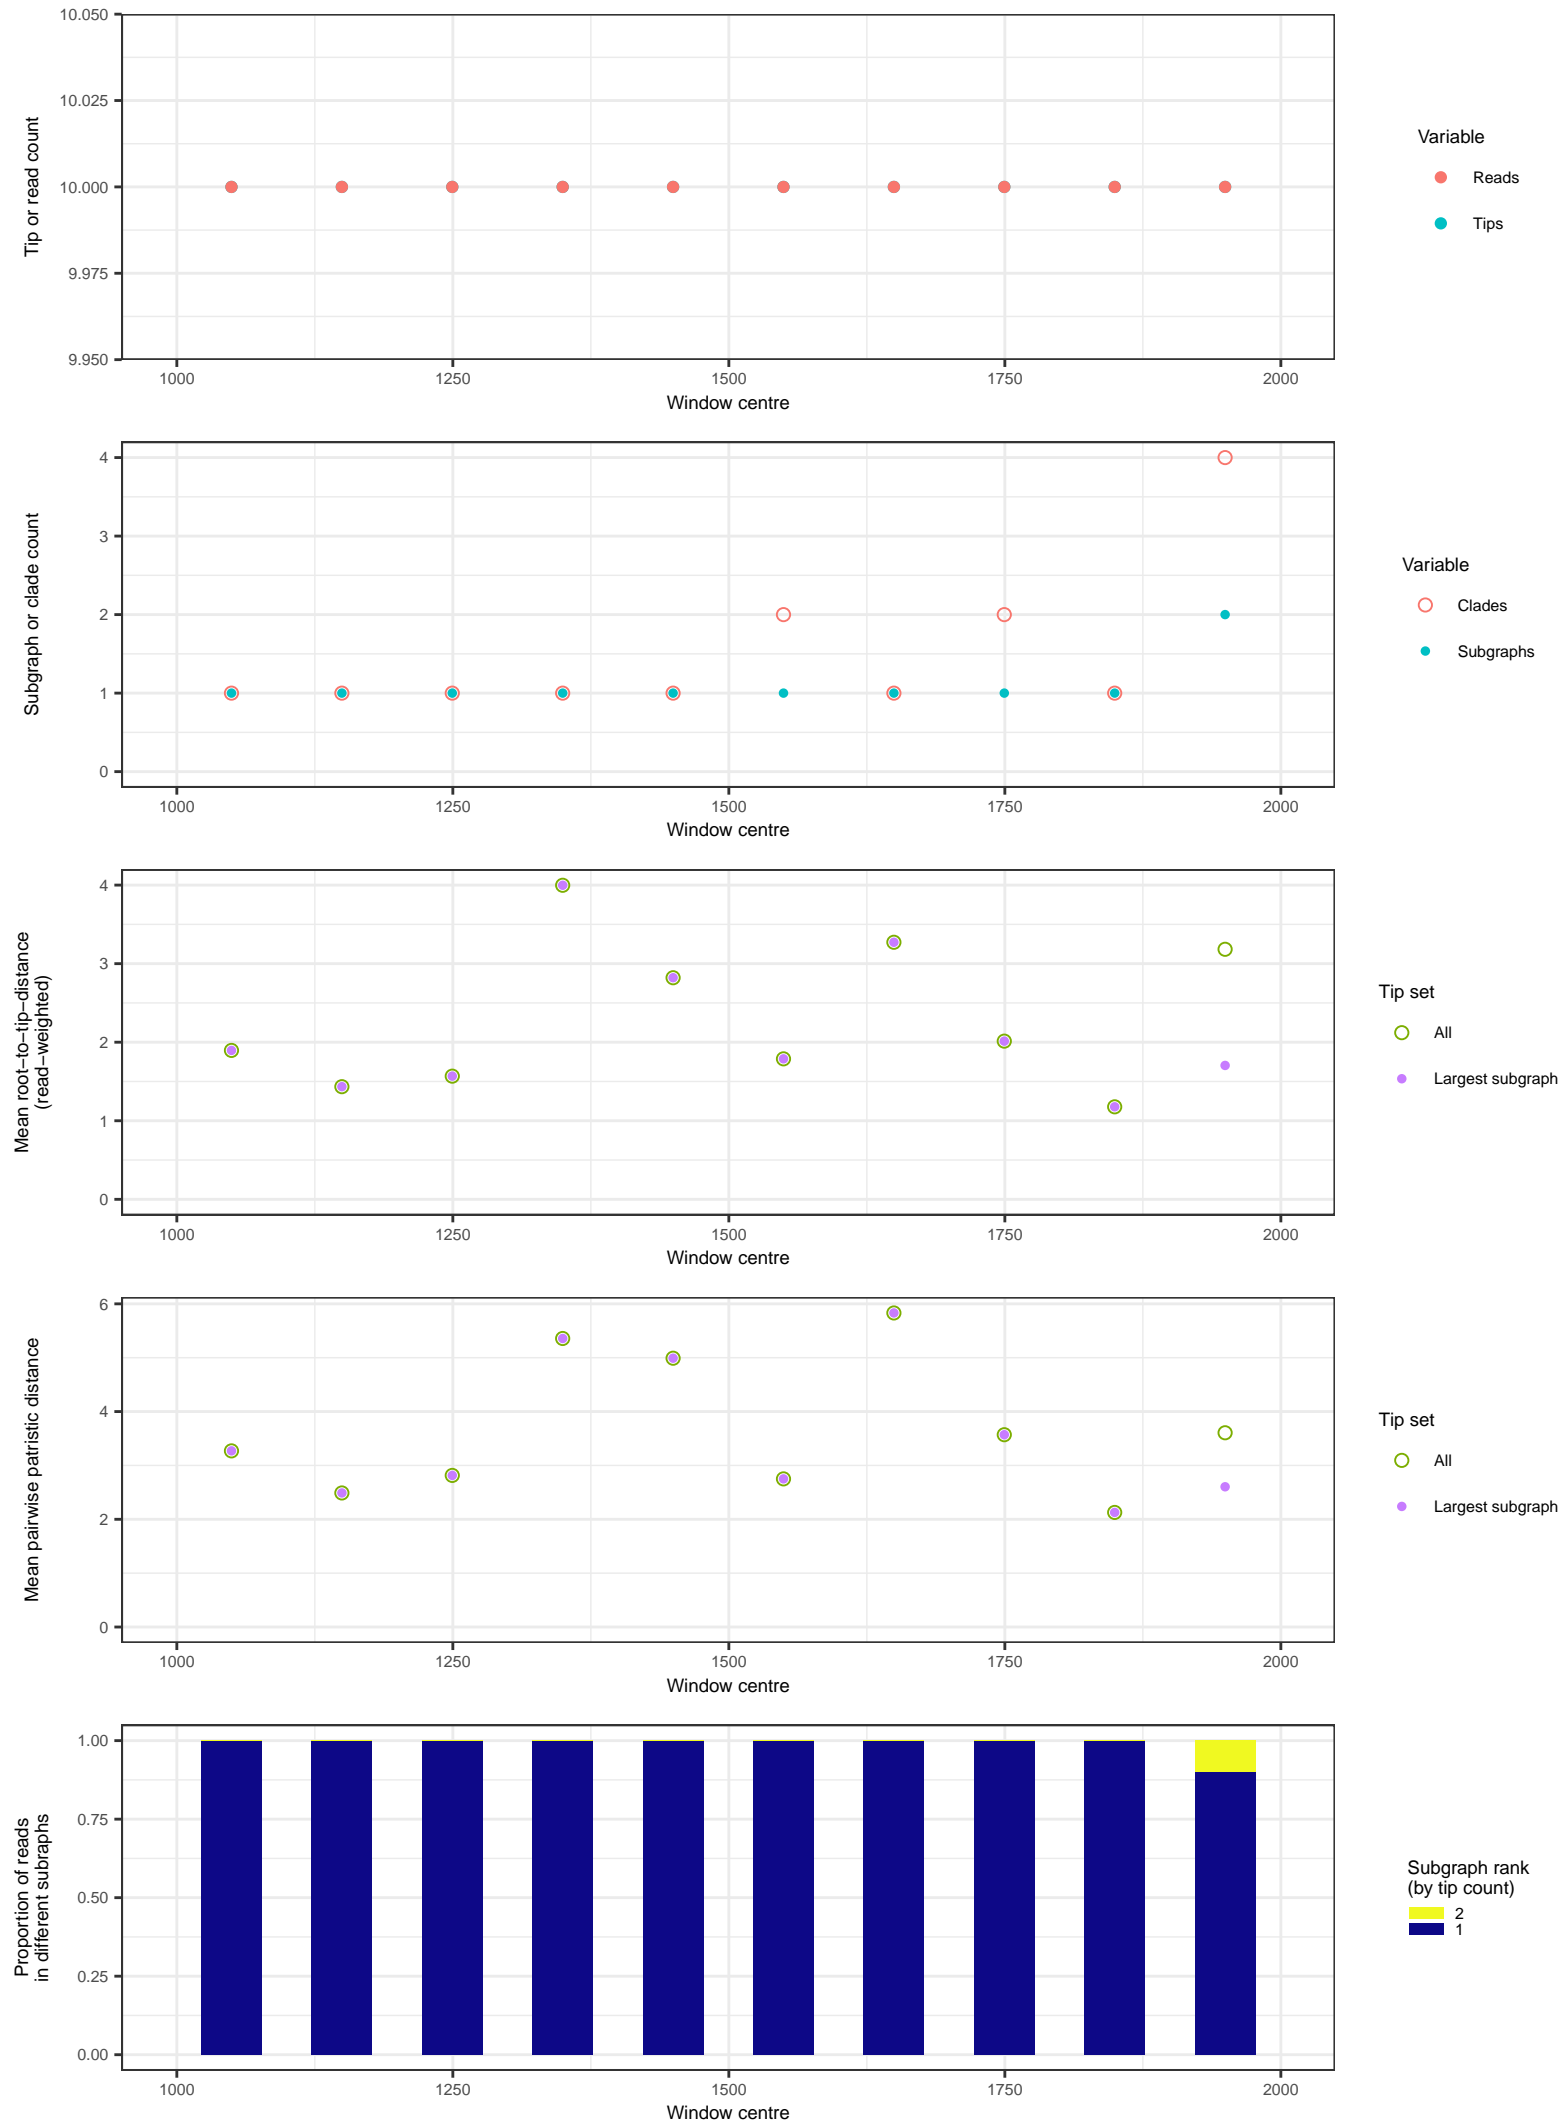 10.050
10.025
10.000
9.975
9.950
Tip or read count
1000 1250 1500 1750 2000
Window centre
Variable
Reads
Tips
4
3
2
1
0
Subgraph or clade count
1000 1250 1500 1750 2000
Window centre
Variable
Clades
Subgraphs
4
3
2
1
0
Mean root−to−tip−distance
(read−weighted)
1000 1250 1500 1750 2000
Window centre
Tip set
All
Largest subgraph
6
4
2
0
Mean pairwise patristic distance
1000 1250 1500 1750 2000
Window centre
Tip set
All
Largest subgraph
1.00
0.75
0.50
0.25
0.00
Proportion of reads
in different subraphs
1000 1250 1500 1750 2000
Window centre
Subgraph rank
(by tip count)
2
1